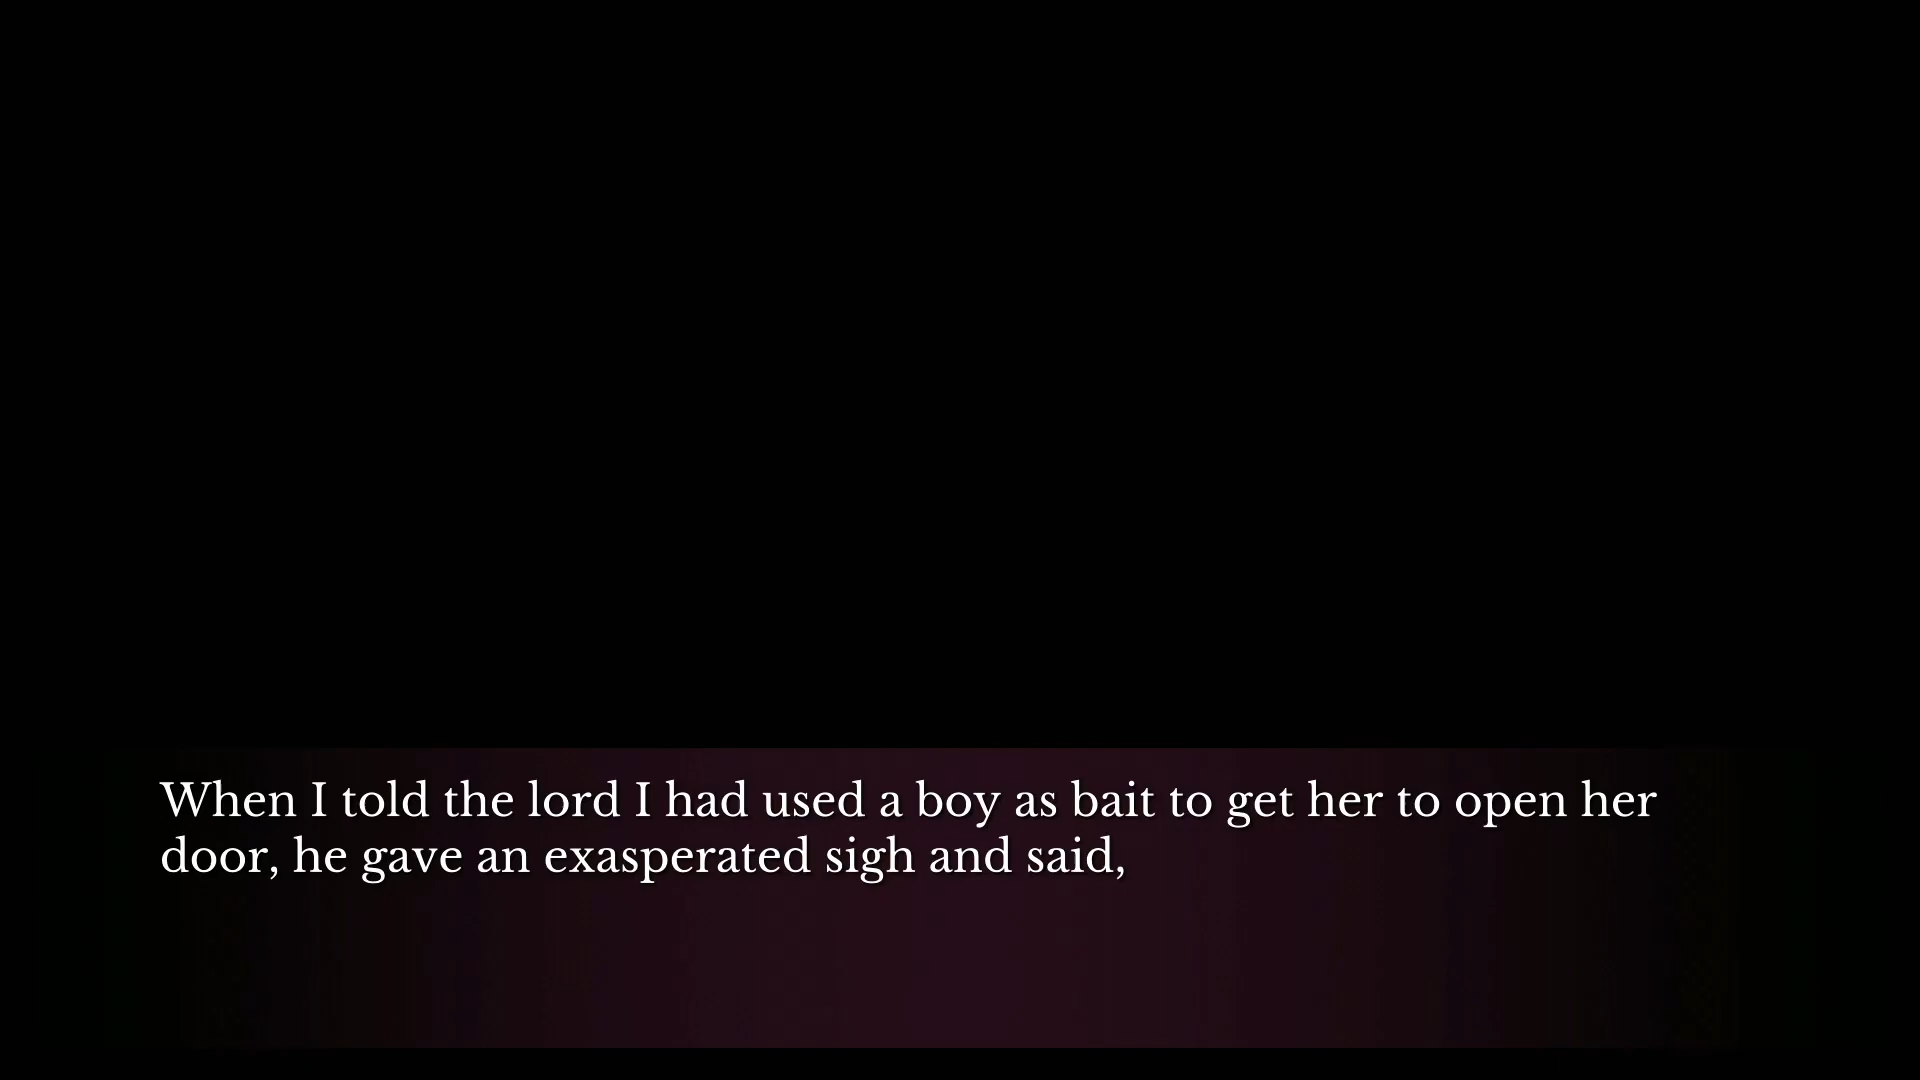 When I told the lord I had used a boy as bait to get her to open her
door, he gave an exasperated sigh and said,